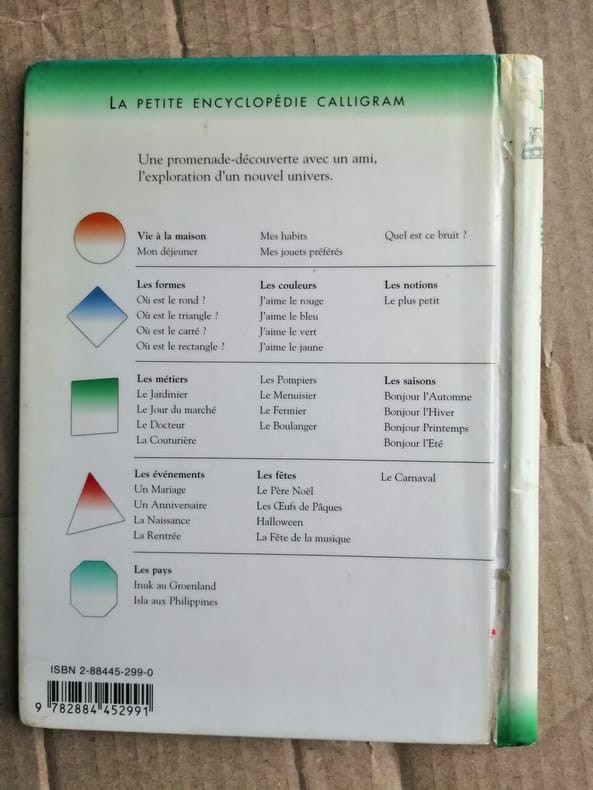 LA PETITE ENCYCLOPÉDIE CALLIGRAM
Une promenade-découverte avec un ami,
l'exploration d'un nouvel univers.
Vie à la maison
Mon déjeuner
Mes habits
Mes jouets préférés
Quel est ce bruit ?
Les formes
Où est le rond ?
Où est le triangle ?
Où est le carré ?
Où est le rectangle ?
Les couleurs
J'aime le rouge
J'aime le bleu
J'aime le vert
J'aime le jaune
Les notions
Le plus petit
Les métiers
Le Jardinier
Le Jour du marché
Le Docteur
La Couturière
Les Pompiers
Le Menuisier
Le Fermier
Le Boulanger
Les saisons
Bonjour l'Automne
Bonjour l'Hiver
Bonjour Printemps
Bonjour l'Eté
Les événements
Un Mariage
Un Anniversaire
La Naissance
La Rentrée
Les fêtes
Le Père Noël
Les Œufs de Pâques
Halloween
La Fête de la musique
Le Carnaval
Les pays
Inuk au Groenland
Isla aux Philippines
ISBN 2-88445-299-0
9 782884 452991